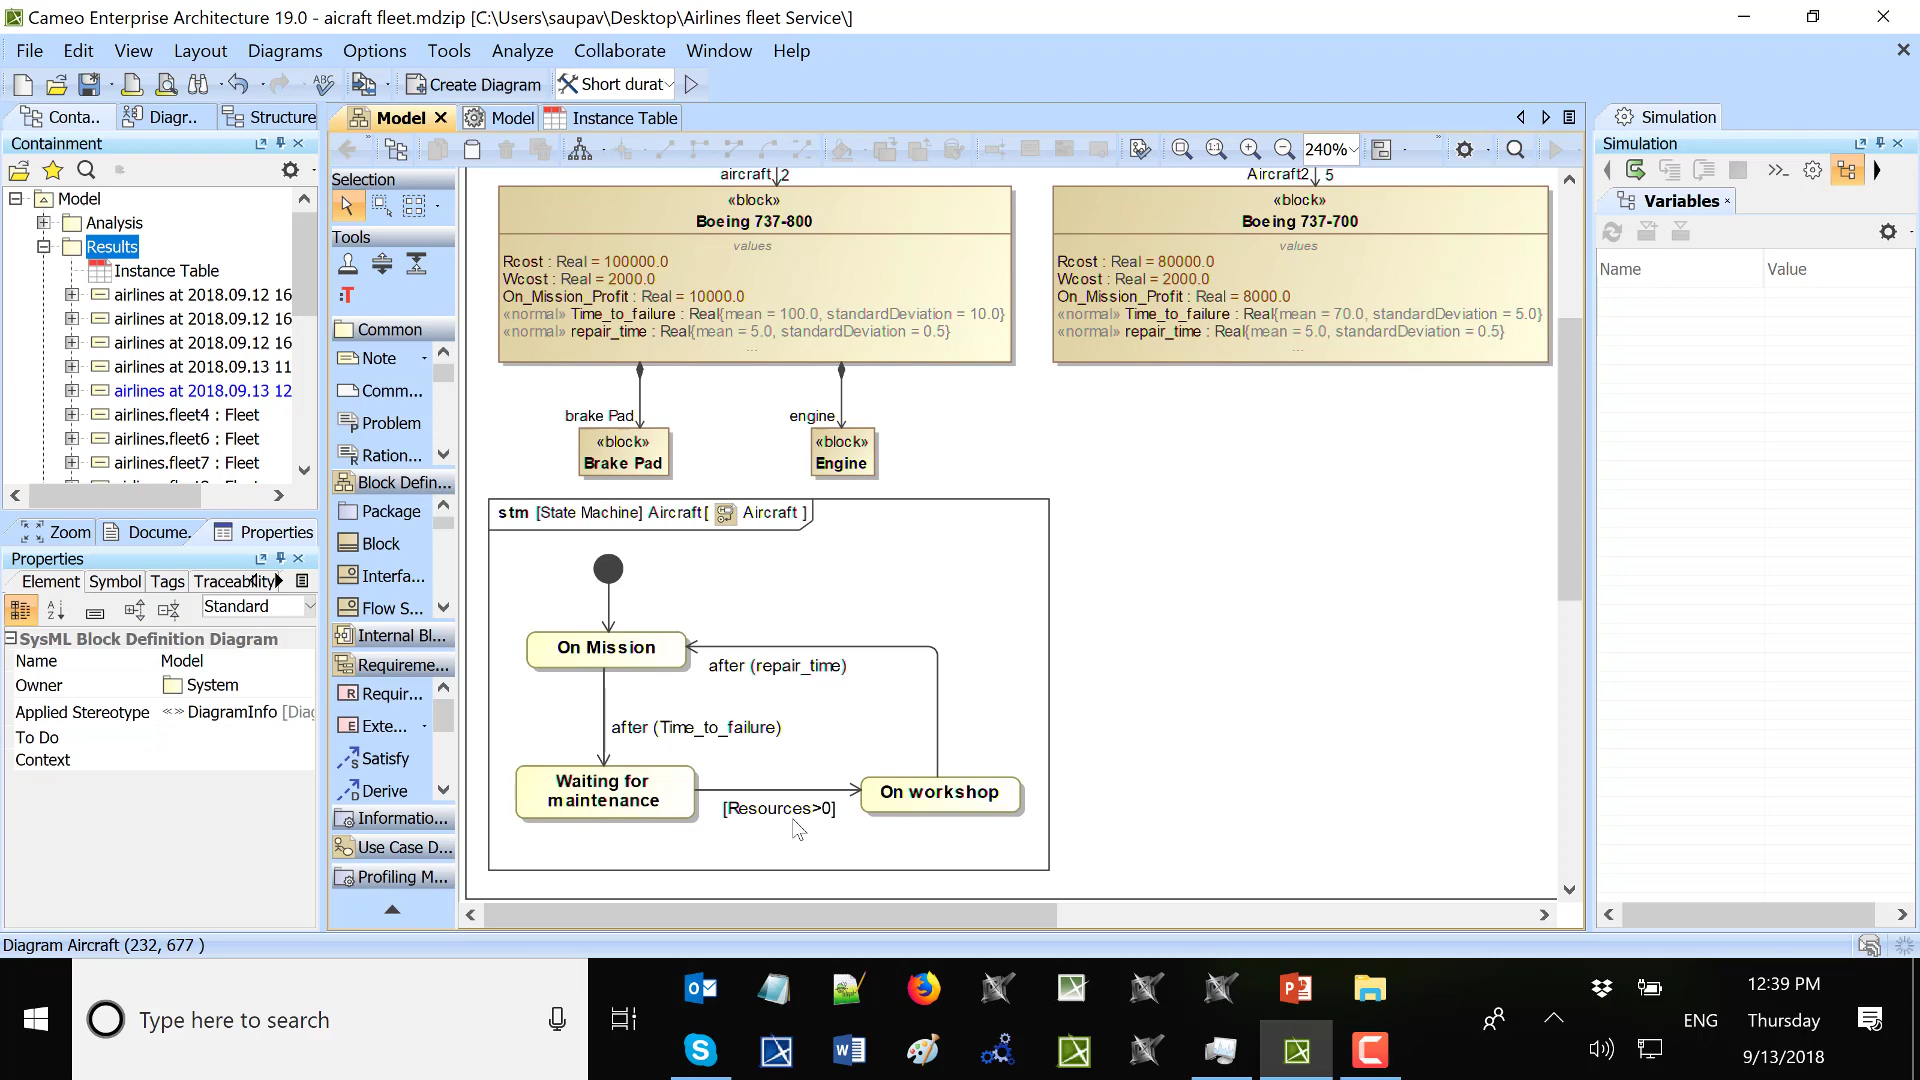 Cameo Enterprise Architecture 19.0 - aicraft fleet.mdzip [C:\Users\saupav\Desktop\Airlines fleet Service\]
File Edit View Layout Diagrams Options Tools Analyze Collaborate Window Help
Create Diagram Short durat
Conta.. Diagr.. Structure
Containment
Model
Analysis
Results
Instance Table
airlines at 2018.09.12 16
airlines at 2018.09.12 16
airlines at 2018.09.12 16
airlines at 2018.09.13 11
airlines at 2018.09.13 12
airlines.fleet4 : Fleet
airlines.fleet6 : Fleet
airlines.fleet7 : Fleet
Zoom Docume. Properties
Properties
Element Symbol Tags Traceability
Standard
SysML Block Definition Diagram
Name Model
Owner System
Applied Stereotype «» DiagramInfo [Diag
To Do
Context
Model Model Instance Table
240%
Selection
Tools
Common
Note
Comm...
Problem
Ration...
Block Defin...
Package
Block
Interfa...
Flow S...
Internal Bl...
Requireme...
Requir...
Exte...
Satisfy
Derive
Informatio...
Use Case D...
Profiling M...
aircraft 2
«block»
Boeing 737-800
values
Rcost : Real = 100000.0
Wcost : Real = 2000.0
On_Mission_Profit : Real = 10000.0
«normal» Time_to_failure : Real{mean = 100.0, standardDeviation = 10.0}
«normal» repair_time : Real{mean = 5.0, standardDeviation = 0.5}
...
Aircraft2 5
«block»
Boeing 737-700
values
Rcost : Real = 80000.0
Wcost : Real = 2000.0
On_Mission_Profit : Real = 8000.0
«normal» Time_to_failure : Real{mean = 70.0, standardDeviation = 5.0}
«normal» repair_time : Real{mean = 5.0, standardDeviation = 0.5}
...
brake Pad
«block»
Brake Pad
engine
«block»
Engine
stm [State Machine] Aircraft[ Aircraft ]
On Mission
after (repair_time)
after (Time_to_failure)
Waiting for
maintenance
[Resources>0]
On workshop
Simulation
Simulation
Variables
Name Value
Diagram Aircraft (232, 677 )
Type here to search
12:39 PM
ENG Thursday
9/13/2018